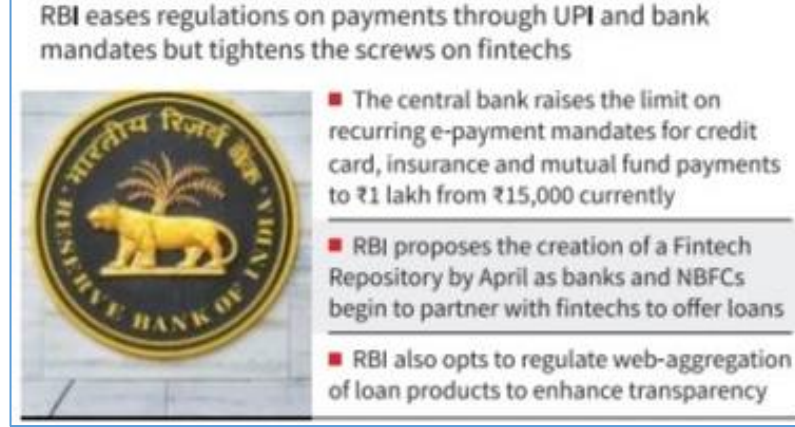 RBI eases regulations on payments through UPI and bank
mandates but tightens the screws on fintechs
भारतीय रिज़र्व बैंक
RESERVE BANK OF INDIA
■ The central bank raises the limit on
recurring e-payment mandates for credit
card, insurance and mutual fund payments
to ₹1 lakh from ₹15,000 currently
■ RBI proposes the creation of a Fintech
Repository by April as banks and NBFCs
begin to partner with fintechs to offer loans
■ RBI also opts to regulate web-aggregation
of loan products to enhance transparency